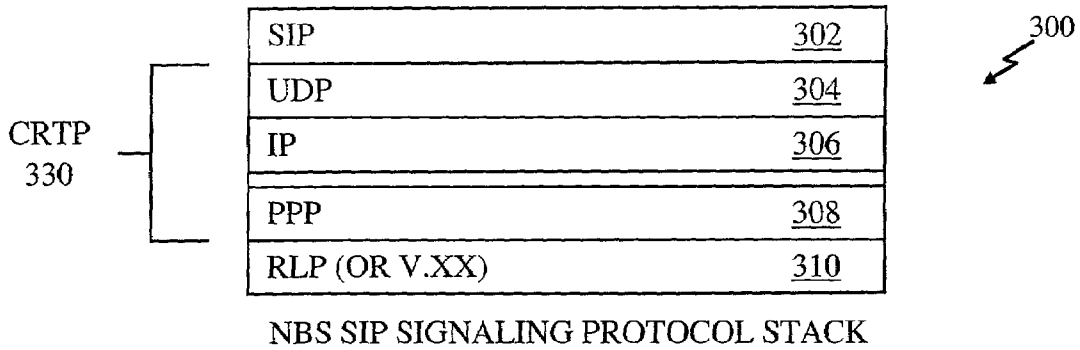 SIP 302
300
UDP 304
CRTP
330
IP 306
PPP 308
RLP (OR V.XX) 310
NBS SIP SIGNALING PROTOCOL STACK